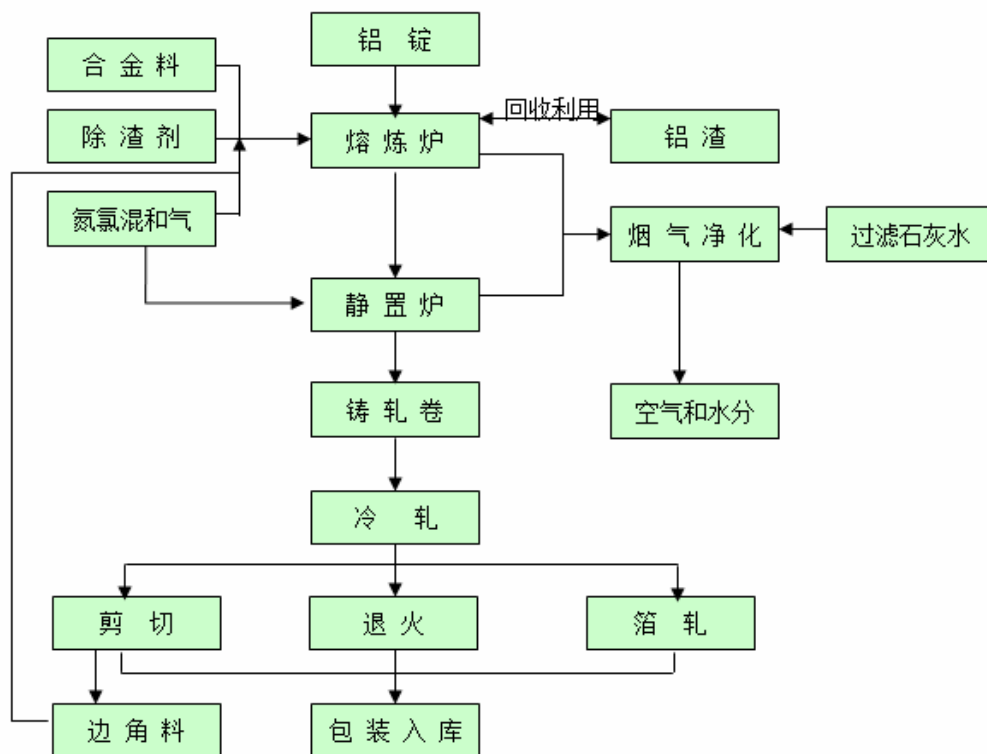 铝 锭
合 金 料
回收利用
除 渣 剂
熔 炼 炉
铝 渣
氮氯混和气
烟 气 净 化
过滤石灰水
静 置 炉
铸 轧 卷
空气和水分
冷 轧
剪 切
退 火
箔 轧
边 角 料
包 装 入 库